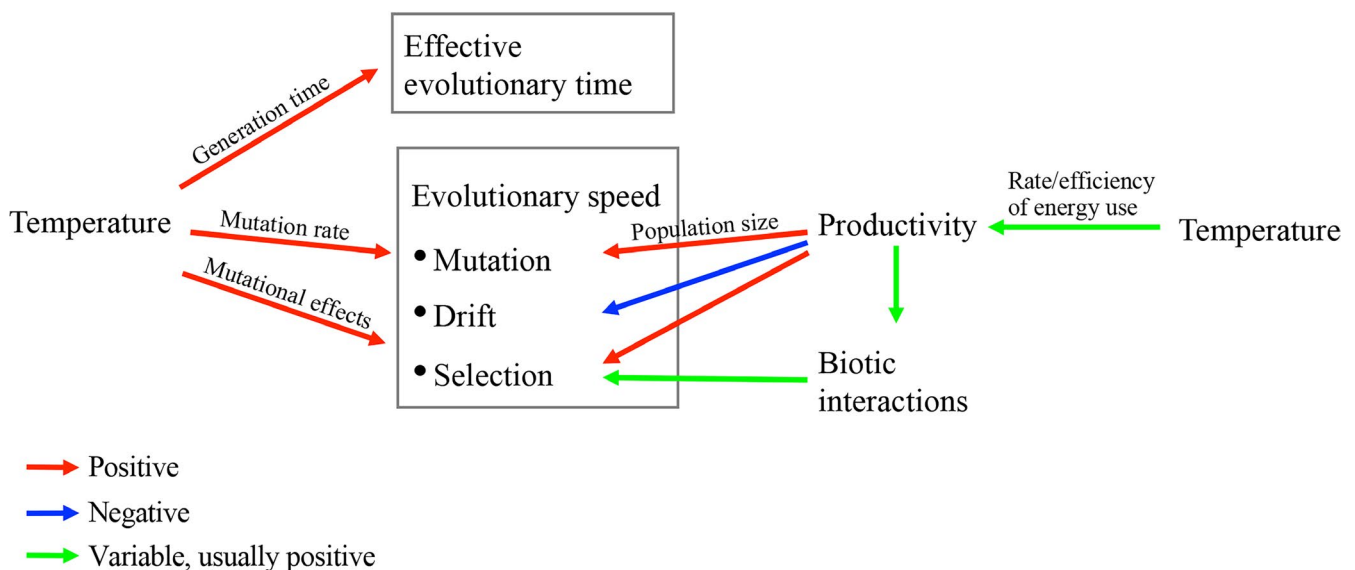 Effective
evolutionary time
Generation time
Temperature
Mutation rate
Mutational effects
Evolutionary speed
• Mutation
• Drift
• Selection
Population size
Productivity
Rate/efficiency
of energy use
Temperature
Biotic
interactions
Positive
Negative
Variable, usually positive